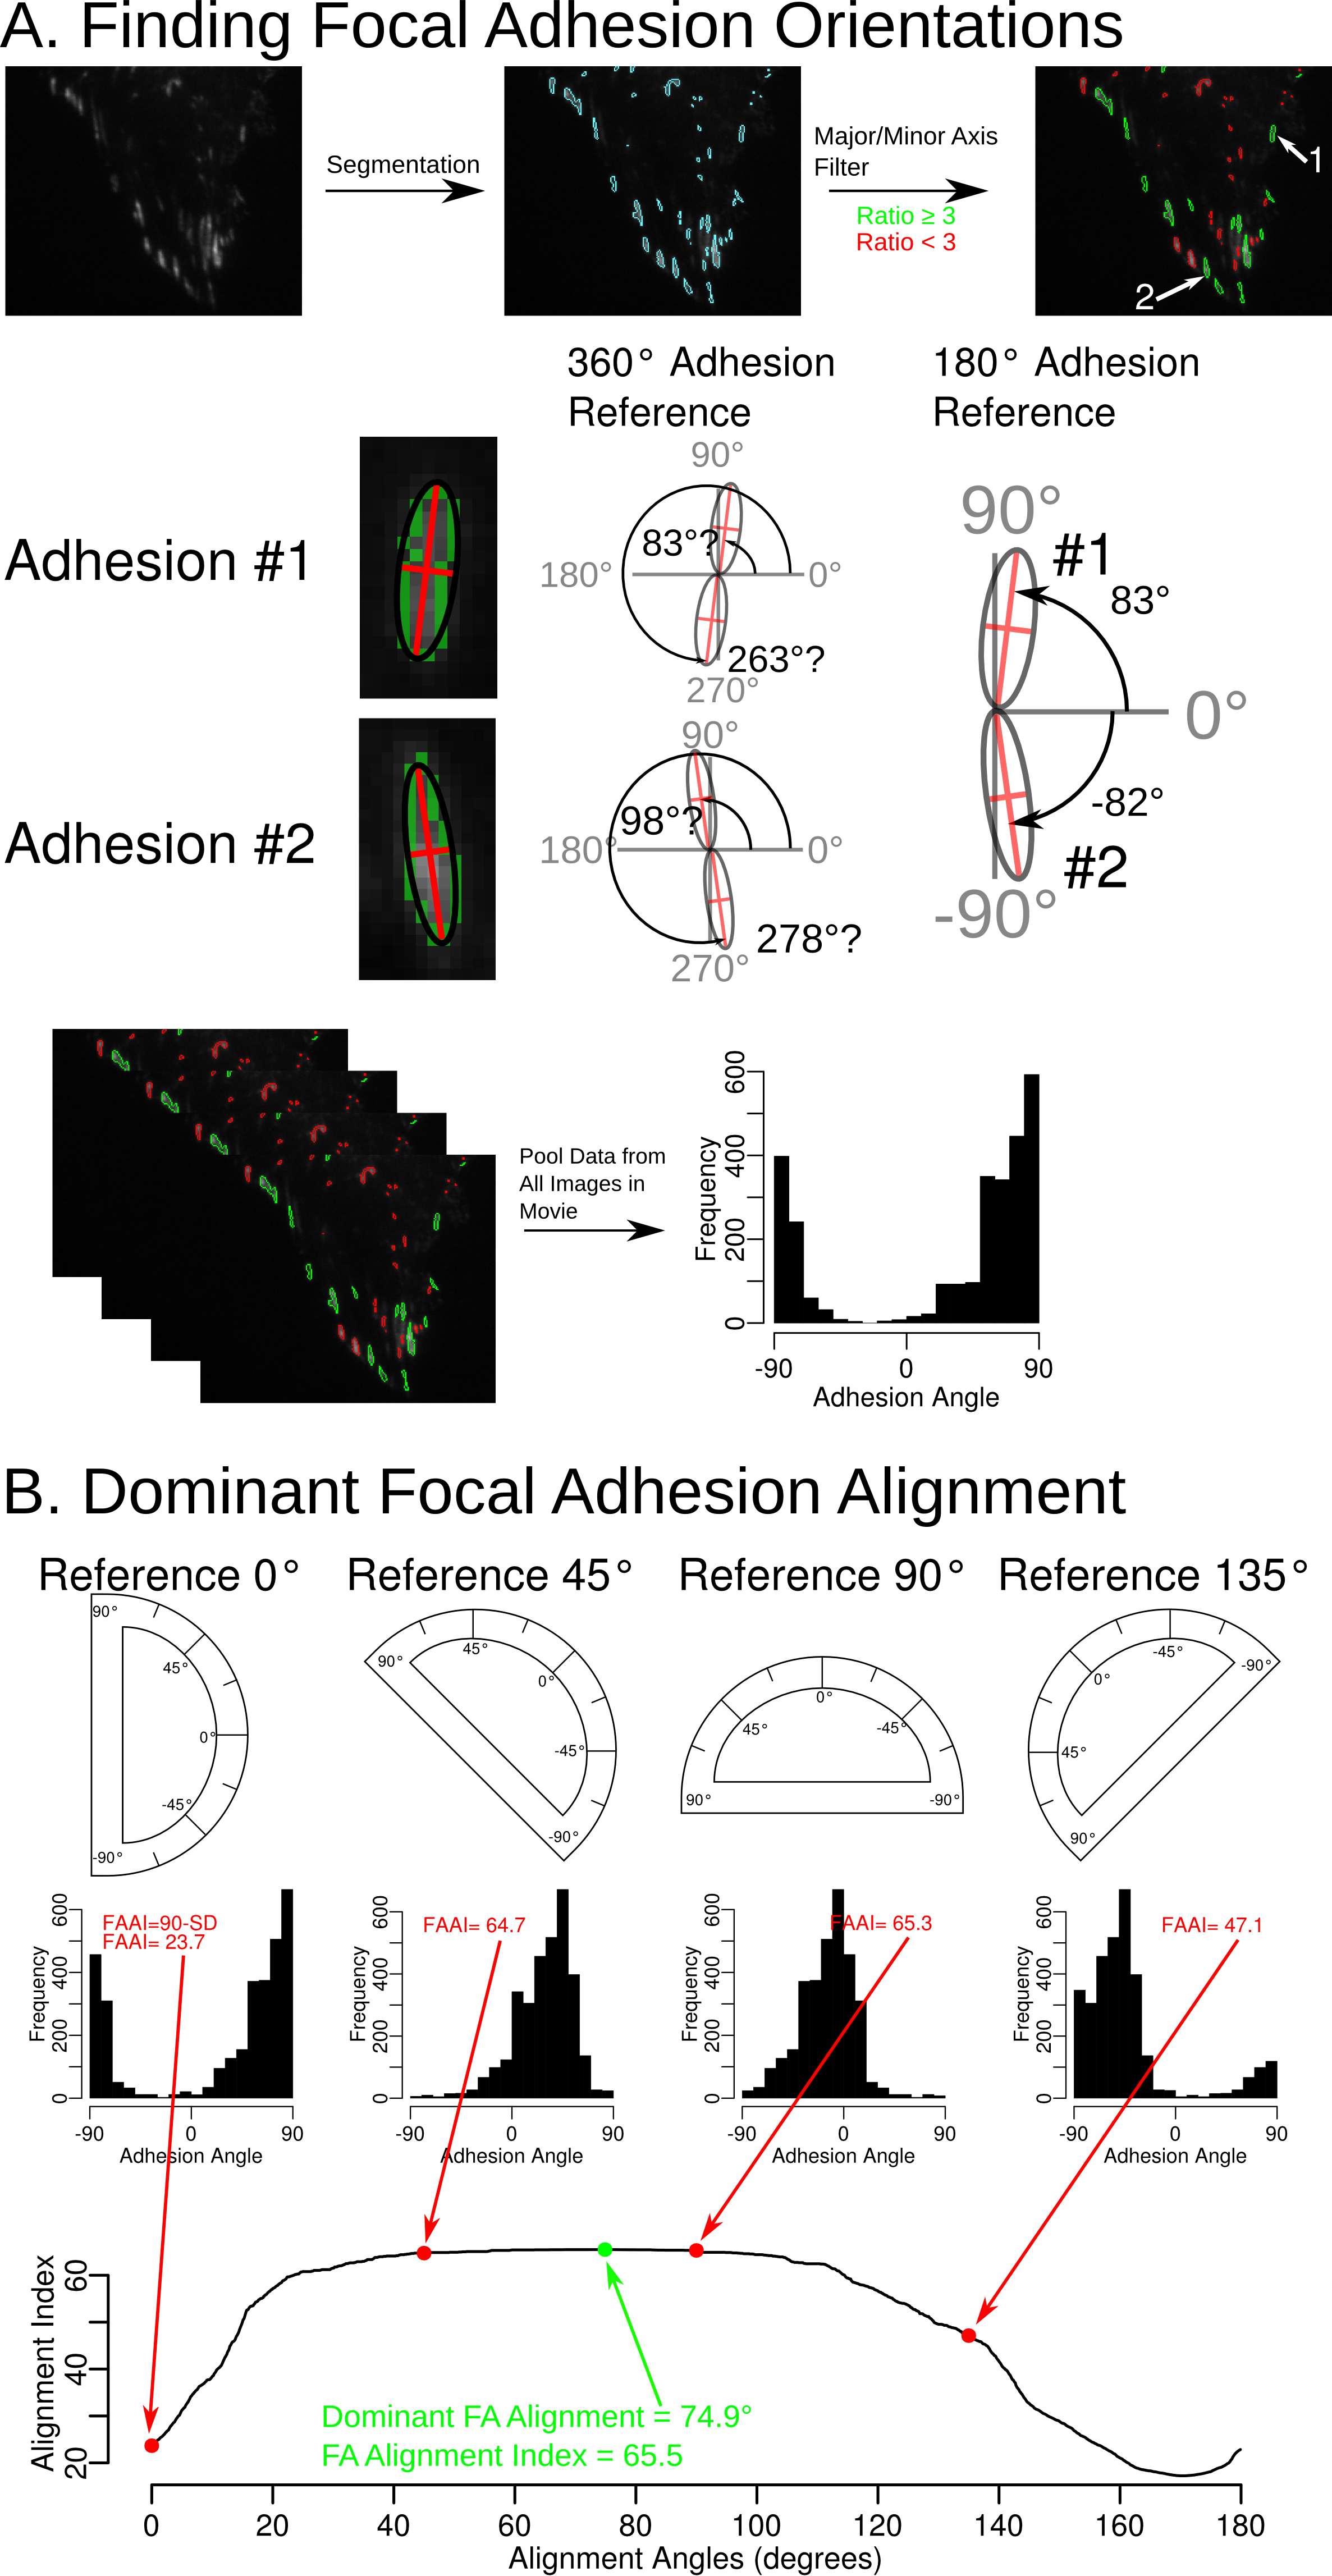 A. Finding Focal Adhesion Orientations
Segmentation
Major/Minor Axis
Filter
Ratio ≥ 3
Ratio < 3
1
2
360° Adhesion
Reference
180° Adhesion
Reference
Adhesion #1
90°
83°?
180°
0°
263°?
270°
90°
#1
83°
0°
-82°
#2
-90°
Adhesion #2
90°
98°?
180°
0°
278°?
270°
Pool Data from
All Images in
Movie
Frequency
600
400
200
0
-90
0
90
Adhesion Angle
B. Dominant Focal Adhesion Alignment
Reference 0°
Reference 45°
Reference 90°
Reference 135°
90°
45°
0°
-45°
-90°
90°
45°
0°
-45°
-90°
90°
45°
0°
-45°
-90°
-90°
-45°
0°
45°
90°
Frequency
600
400
200
0
FAAI=90-SD
FAAI= 23.7
-90
0
90
Adhesion Angle
Frequency
600
400
200
0
FAAI= 64.7
-90
0
90
Adhesion Angle
Frequency
600
400
200
0
FAAI= 65.3
-90
0
90
Adhesion Angle
Frequency
600
400
200
0
FAAI= 47.1
-90
0
90
Adhesion Angle
Alignment Index
60
40
20
Dominant FA Alignment = 74.9°
FA Alignment Index = 65.5
0
20
40
60
80
100
120
140
160
180
Alignment Angles (degrees)